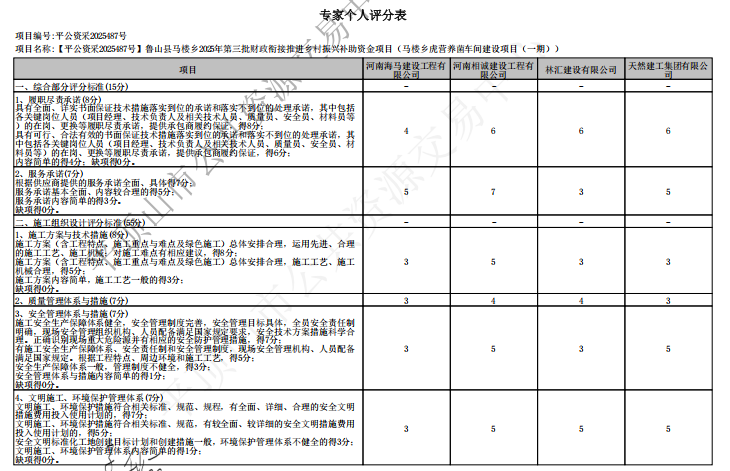 专家个人评分表
项目编号:平公资采2025487号
项目名称:【平公资采2025487号】鲁山县马楼乡2025年第三批财政衔接推进乡村振兴补助资金项目（马楼乡虎营养菌车间建设项目（一期））
项目 河南海马建设工程有限公司 河南相诚建设工程有限公司 林汇建设有限公司 天然建工集团有限公司
一、综合部分评分标准(15分) - - - -
1、履职尽责承诺(8分)
具有全面、详实书面保证技术措施落实到位的承诺和落实不到位的处理承诺，其中包括
各关键岗位人员（项目经理、技术负责人及相关技术人员、质量员、安全员、材料员等
）的在岗、更换等履职尽责承诺，提供承包商履约保证，得8分；
具有可行、合法有效的书面保证技术措施落实到位的承诺和落实不到位的处理承诺，其
中包括各关键岗位人员（项目经理、技术负责人及相关技术人员、质量员、安全员、材
料员等）的在岗、更换等履职尽责承诺，提供承包商履约保证，得6分；
内容简单的得4分；缺项得0分。
4 6 6 6
2、服务承诺(7分)
根据供应商提供的服务承诺全面、具体得7分；
服务承诺基本全面、内容较合理的得5分；
服务承诺内容简单的得3分。
缺项得0分。
5 7 3 5
二、施工组织设计评分标准(55分) - - - -
1、施工方案与技术措施(8分)
施工方案（含工程特点、施工重点与难点及绿色施工）总体安排合理，运用先进、合理
的施工工艺、施工机械；对施工难点有相应建议，得8分；
施工方案（含工程特点、施工重点与难点及绿色施工）总体安排合理，施工工艺、施工
机械合理，得5分；
施工方案内容简单，施工工艺一般的得3分；
缺项得0分。
3 5 3 3
2、质量管理体系与措施(7分) 3 4 4 3
3、安全管理体系与措施(7分)
施工安全生产保障体系健全，安全管理制度完善，安全管理目标具体，全员安全责任制
明确，现场安全管理组织机构、人员配备满足国家规定要求，安全技术方案措施科学合
理。正确识别现场重大危险源并有相应的安全防护管理措施，得7分；
有施工安全生产保障体系、安全责任制和安全管理制度，现场安全管理机构、人员配备
满足国家规定。根据工程特点、周边环境和施工工艺，得5分；
安全生产保障体系一般，管理制度不健全，得3分；
安全管理体系与措施内容简单的得1分；
缺项得0分。
3 5 3 5
4、文明施工、环境保护管理体系(7分)
文明施工、环境保护措施符合相关标准、规范、规程，有全面、详细、合理的安全文明
措施费用投入使用计划的，得7分；
文明施工、环境保护措施符合相关标准、规范，有较全面、较详细的安全文明措施费用
投入使用计划的，得5分；
安全文明标准化工地创建目标计划和创建措施一般，环境保护管理体系不健全的得3分；
文明施工、环境保护管理体系内容简单的得1分；
缺项得0分。
3 5 5 5